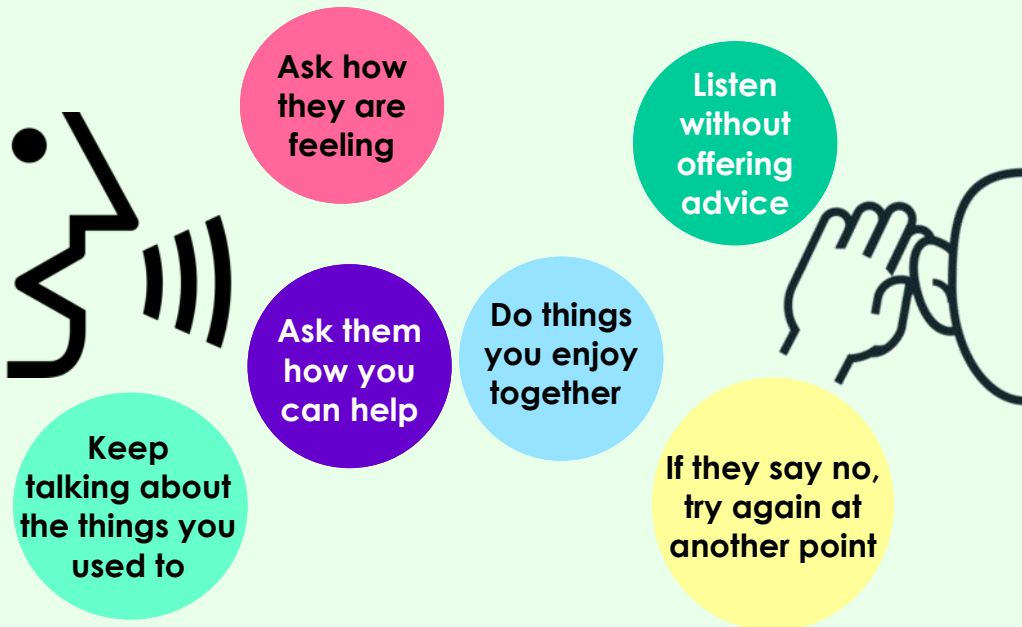 Ask how
they are
feeling
Listen
without
offering
advice
Ask them
how you
can help
Do things
you enjoy
together
Keep
talking about
the things you
used to
If they say no,
try again at
another point